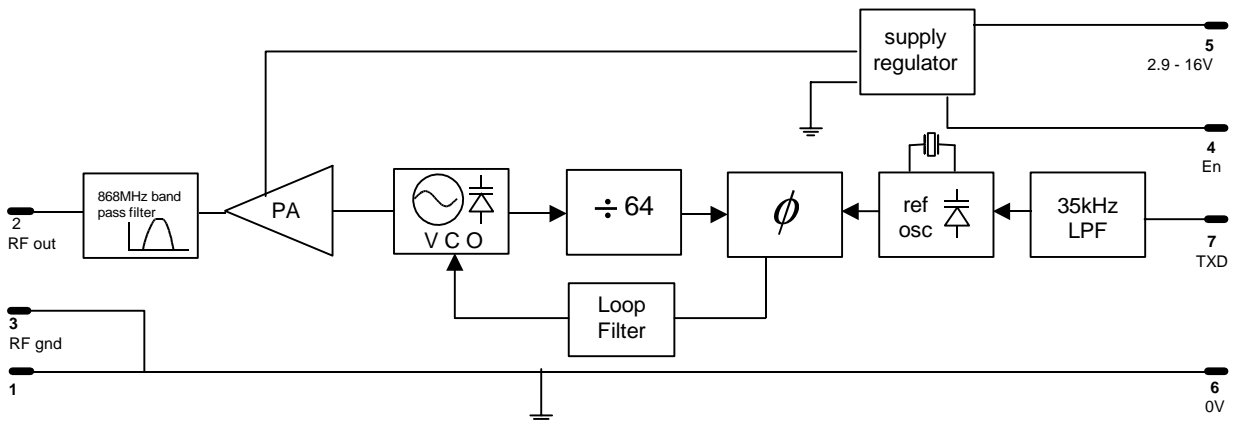 supply
regulator
5
2.9 - 16V
4
En
868MHz band
pass filter
PA
V C O
÷ 64
ϕ
ref
osc
35kHz
LPF
2
RF out
7
TXD
Loop
Filter
3
RF gnd
1
6
0V